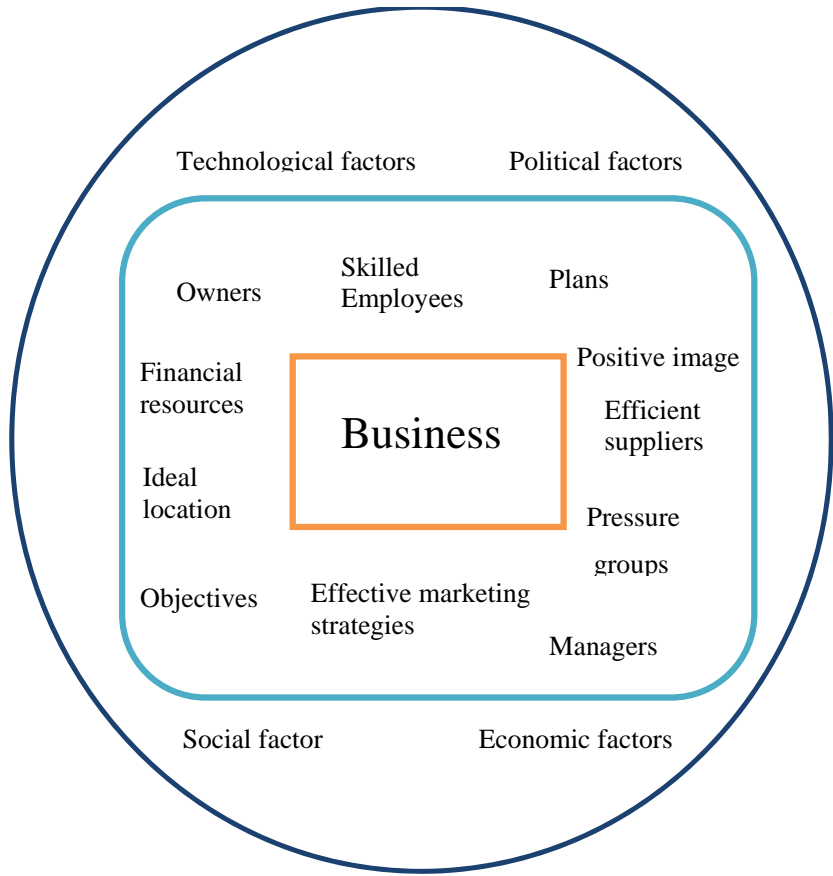 Technological factors
Political factors
Owners
Skilled
Employees
Plans
Financial
resources
Positive image
Efficient
suppliers
Business
Ideal
location
Pressure
groups
Objectives
Effective marketing
strategies
Managers
Social factor
Economic factors